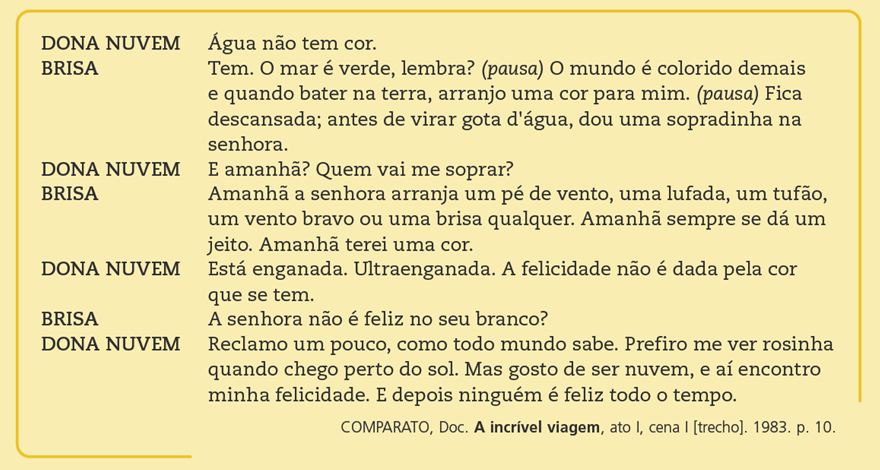 DONA NUVEM Água não tem cor.
BRISA Tem. O mar é verde, lembra? (pausa) O mundo é colorido demais
e quando bater na terra, arranjo uma cor para mim. (pausa) Fica
descansada; antes de virar gota d'água, dou uma sopradinha na
senhora.
DONA NUVEM E amanhã? Quem vai me soprar?
BRISA Amanhã a senhora arranja um pé de vento, uma lufada, um tufão,
um vento bravo ou uma brisa qualquer. Amanhã sempre se dá um
jeito. Amanhã terei uma cor.
DONA NUVEM Está enganada. Ultraenganada. A felicidade não é dada pela cor
que se tem.
BRISA A senhora não é feliz no seu branco?
DONA NUVEM Reclamo um pouco, como todo mundo sabe. Prefiro me ver rosinha
quando chego perto do sol. Mas gosto de ser nuvem, e aí encontro
minha felicidade. E depois ninguém é feliz todo o tempo.
COMPARATO, Doc. A incrível viagem, ato I, cena I [trecho]. 1983. p. 10.